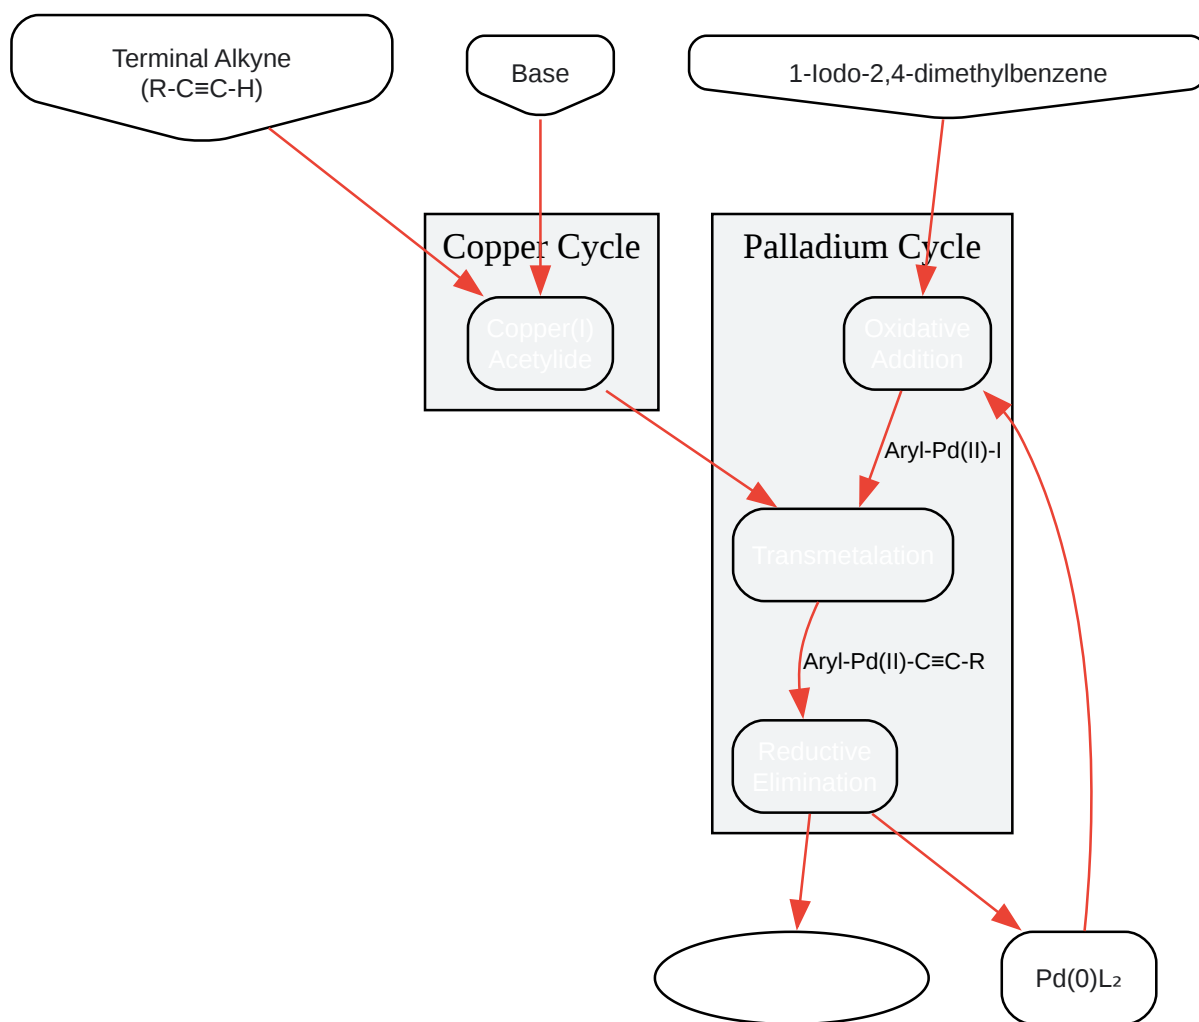 Terminal Alkyne
(R-C≡C-H)
Base
1-Iodo-2,4-dimethylbenzene
Copper Cycle
Palladium Cycle
Copper(I)
Acetylide
Oxidative
Addition
Aryl-Pd(II)-I
Transmetalation
Aryl-Pd(II)-C≡C-R
Reductive
Elimination
Pd(0)L₂